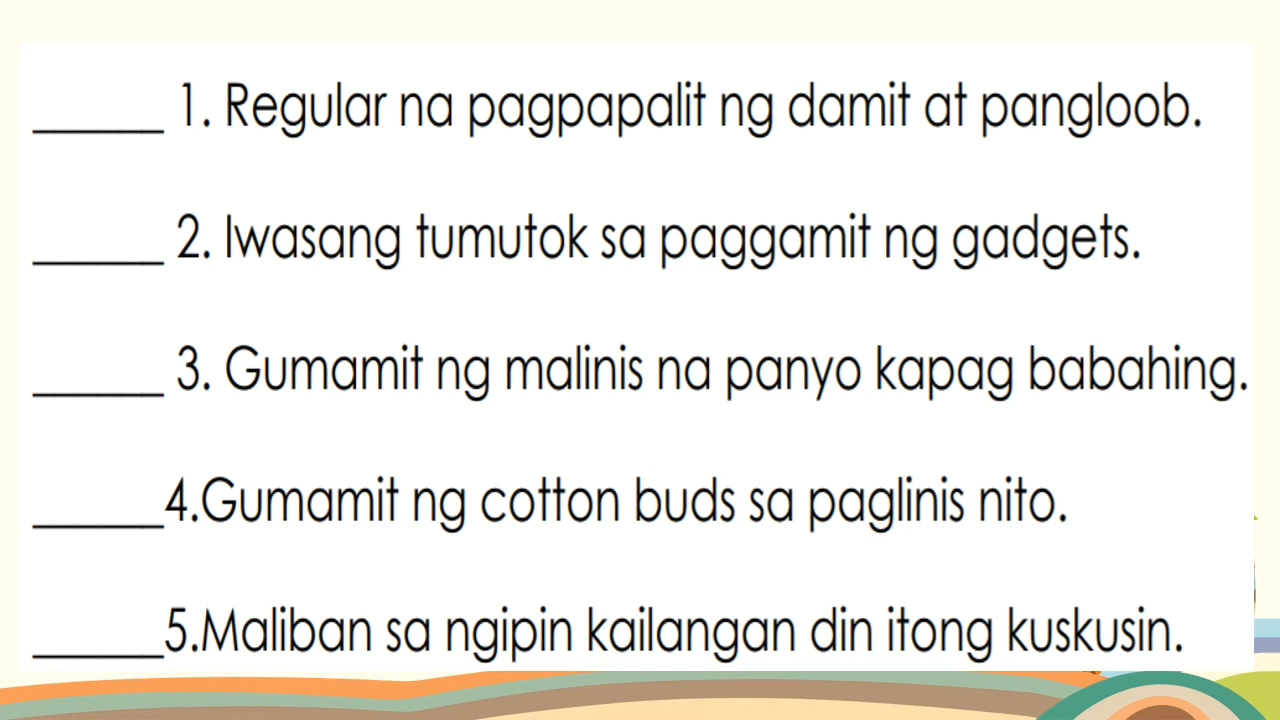 ______ 1. Regular na pagpapalit ng damit at pangloob.
______ 2. Iwasang tumutok sa paggamit ng gadgets.
______ 3. Gumamit ng malinis na panyo kapag babahing.
______4.Gumamit ng cotton buds sa paglinis nito.
______5.Maliban sa ngipin kailangan din itong kuskusin.